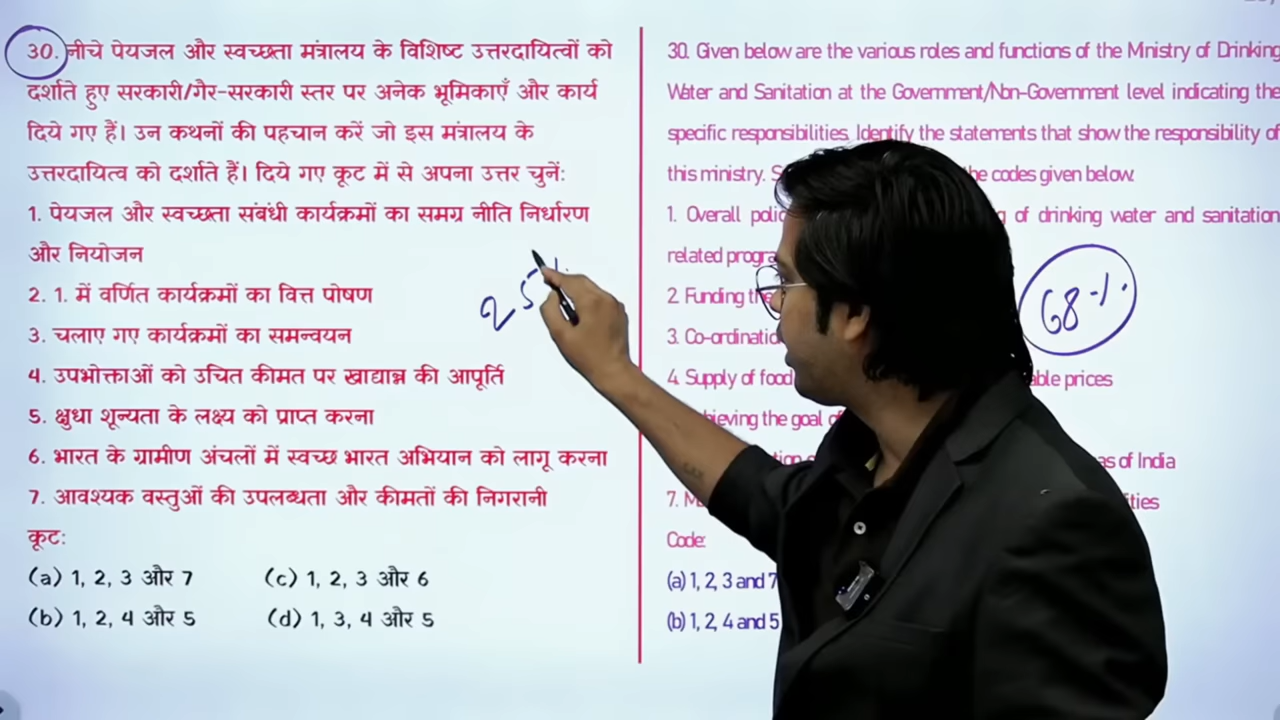 30. नीचे पेयजल और स्वच्छता मंत्रालय के विशिष्ट उत्तरदायित्वों को
दर्शाते हुए सरकारी/गैर-सरकारी स्तर पर अनेक भूमिकाएँ और कार्य
दिये गए हैं। उन कथनों की पहचान करें जो इस मंत्रालय के
उत्तरदायित्व को दर्शाते हैं। दिये गए कूट में से अपना उत्तर चुनें:
1. पेयजल और स्वच्छता संबंधी कार्यक्रमों का समग्र नीति निर्धारण
और नियोजन
2. 1. में वर्णित कार्यक्रमों का वित्त पोषण
3. चलाए गए कार्यक्रमों का समन्वयन
4. उपभोक्ताओं को उचित कीमत पर खाद्यान्न की आपूर्ति
5. क्षुधा शून्यता के लक्ष्य को प्राप्त करना
6. भारत के ग्रामीण अंचलों में स्वच्छ भारत अभियान को लागू करना
7. आवश्यक वस्तुओं की उपलब्धता और कीमतों की निगरानी
कूट:
(a) 1, 2, 3 और 7 (c) 1, 2, 3 और 6
(b) 1, 2, 4 और 5 (d) 1, 3, 4 और 5
25
30. Given below are the various roles and functions of the Ministry of Drinking
Water and Sanitation at the Government/Non-Government level indicating the
specific responsibilities. Identify the statements that show the responsibility of
this ministry. the codes given below.
1. Overall of drinking water and sanitation
related
2. Funding
3.
4. Supply of prices
the goal
of India
7.
Code:
(a) 1, 2, 3 and 7
(b) 1, 2, 4 and 5
68%